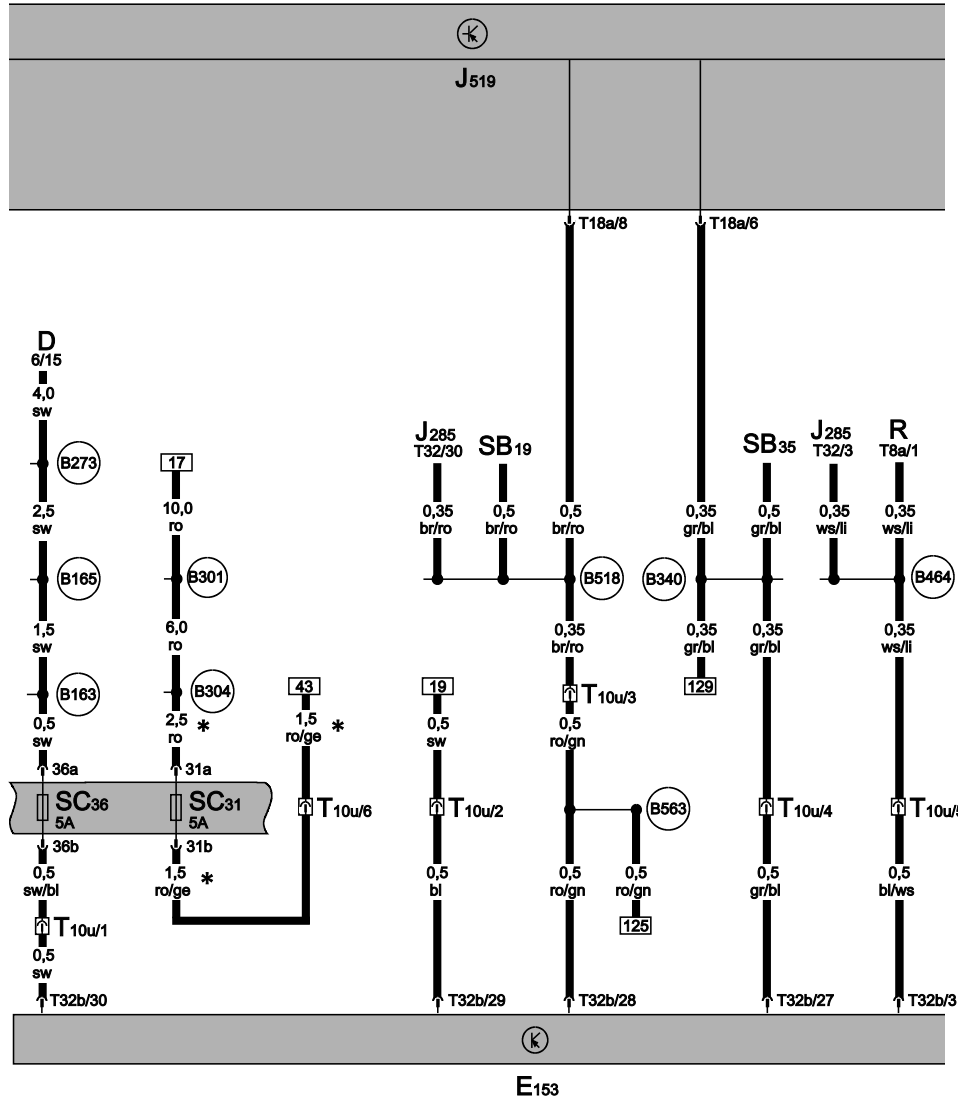 J519
T18a/8
T18a/6
D
6/15
4,0
sw
B273
2,5
sw
B165
1,5
sw
B163
0,5
sw
36a
SC36
5A
36b
0,5
sw/bl
T10u/1
0,5
sw
T32b/30
17
10,0
ro
B301
6,0
ro
B304
2,5 *
ro
31a
SC31
5A
31b
1,5 *
ro/ge
43
1,5 *
ro/ge
T10u/6
J285
T32/30
0,35
br/ro
SB19
0,5
br/ro
0,5
br/ro
B518
0,35
br/ro
T10u/3
0,5
ro/gn
B563
0,5
ro/gn
0,5
ro/gn
125
T32b/28
19
0,5
sw
T10u/2
0,5
bl
T32b/29
0,35
gr/bl
B340
0,35
gr/bl
129
SB35
0,5
gr/bl
0,35
gr/bl
T10u/4
0,5
gr/bl
T32b/27
J285
T32/3
0,35
ws/li
R
T8a/1
0,35
ws/li
B464
0,35
ws/li
T10u/5
0,5
bl/ws
T32b/3
E153